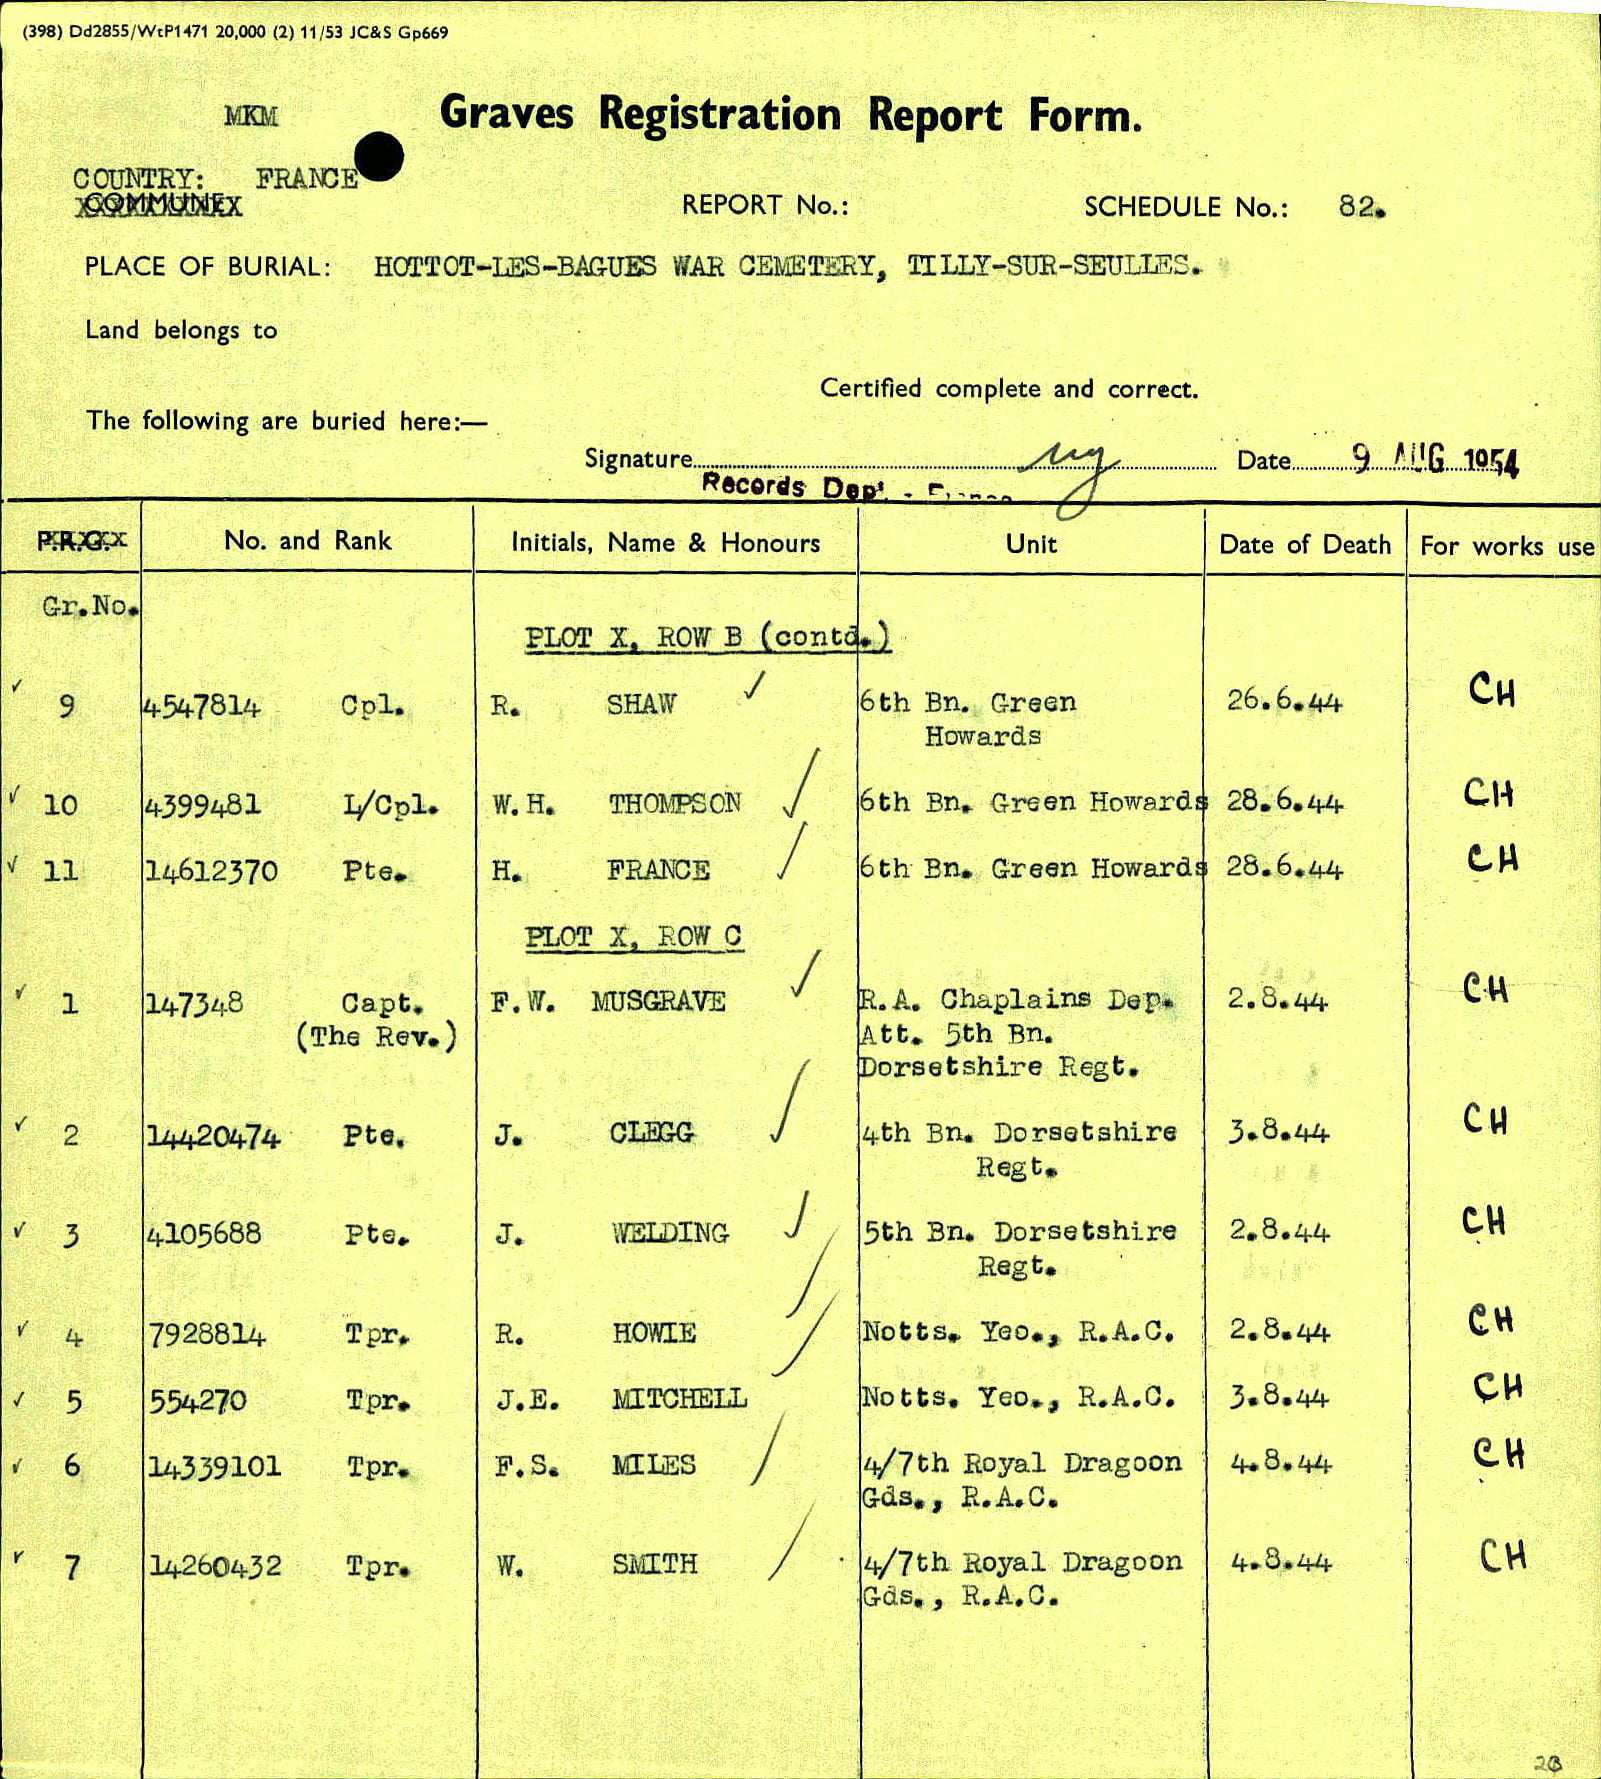 (398) Dd2855/WtP1471 20,000 (2) 11/53 JC&S Gp669
MKM
Graves Registration Report Form.
COUNTRY: FRANCE
COMMUNE
REPORT No.: SCHEDULE No.: 82.
PLACE OF BURIAL: HOTTOT-LES-BAGUES WAR CEMETERY, TILLY-SUR-SEULLES.
Land belongs to
Certified complete and correct.
The following are buried here:—
Signature Date 9 AUG 1954
Records Dep't. - France
P.R.G. No. and Rank Initials, Name & Honours Unit Date of Death For works use
Gr.No.
PLOT X, ROW B (contd.)
9 4547814 Cpl. R. SHAW 6th Bn. Green 26.6.44 CH
Howards
10 4399481 L/Cpl. W.H. THOMPSON 6th Bn. Green Howards 28.6.44 CH
11 14612370 Pte. H. FRANCE 6th Bn. Green Howards 28.6.44 CH
PLOT X, ROW C
1 147348 Capt. F.W. MUSGRAVE R.A. Chaplains Dep. 2.8.44 CH
(The Rev.) Att. 5th Bn.
Dorsetshire Regt.
2 14420474 Pte. J. CLEGG 4th Bn. Dorsetshire 3.8.44 CH
Regt.
3 4105688 Pte. J. WELDING 5th Bn. Dorsetshire 2.8.44 CH
Regt.
4 7928814 Tpr. R. HOWIE Notts. Yeo., R.A.C. 2.8.44 CH
5 554270 Tpr. J.E. MITCHELL Notts. Yeo., R.A.C. 3.8.44 CH
6 14339101 Tpr. F.S. MILES 4/7th Royal Dragoon 4.8.44 CH
Gds., R.A.C.
7 14260432 Tpr. W. SMITH 4/7th Royal Dragoon 4.8.44 CH
Gds., R.A.C.